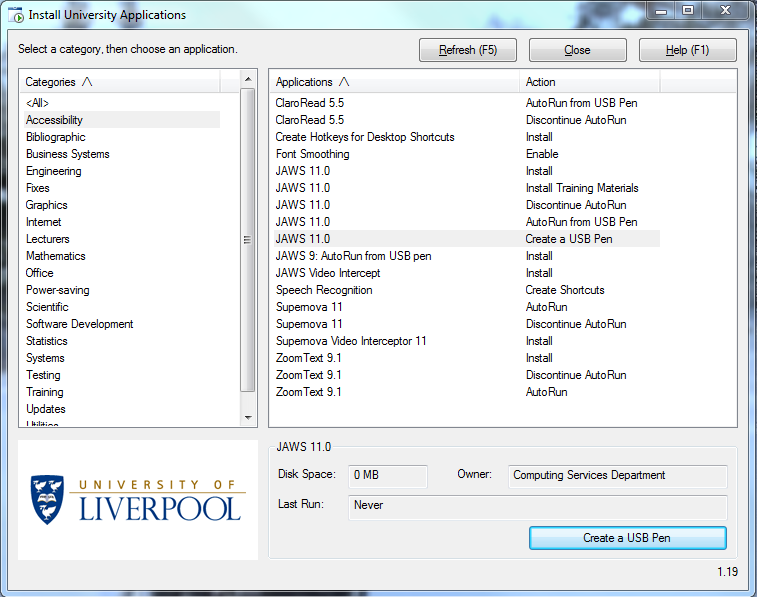 Install University Applications
Select a category, then choose an application.
Refresh (F5) Close Help (F1)
Categories
<All>
Accessibility
Bibliographic
Business Systems
Engineering
Fixes
Graphics
Internet
Lecturers
Mathematics
Office
Power-saving
Scientific
Software Development
Statistics
Systems
Testing
Training
Updates
Utilities
Applications Action
ClaroRead 5.5 AutoRun from USB Pen
ClaroRead 5.5 Discontinue AutoRun
Create Hotkeys for Desktop Shortcuts Install
Font Smoothing Enable
JAWS 11.0 Install
JAWS 11.0 Install Training Materials
JAWS 11.0 Discontinue AutoRun
JAWS 11.0 AutoRun from USB Pen
JAWS 11.0 Create a USB Pen
JAWS 9: AutoRun from USB pen Install
JAWS Video Intercept Install
Speech Recognition Create Shortcuts
Supernova 11 AutoRun
Supernova 11 Discontinue AutoRun
Supernova Video Interceptor 11 Install
ZoomText 9.1 Install
ZoomText 9.1 Discontinue AutoRun
ZoomText 9.1 AutoRun
UNIVERSITY OF
LIVERPOOL
JAWS 11.0
Disk Space: 0 MB Owner: Computing Services Department
Last Run: Never
Create a USB Pen
1.19